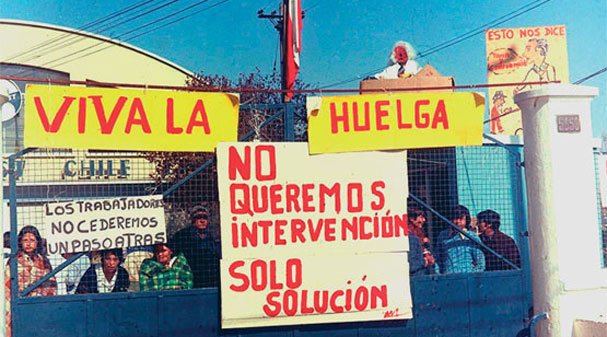 ESTO NOS DICE
VIVA LA
HUELGA
CHILE
LOS TRABAJADORES
NO CEDEREMOS
UN PASO ATRAS
NO
QUEREMOS
INTERVENCIÓN
SOLO
SOLUCIÓN